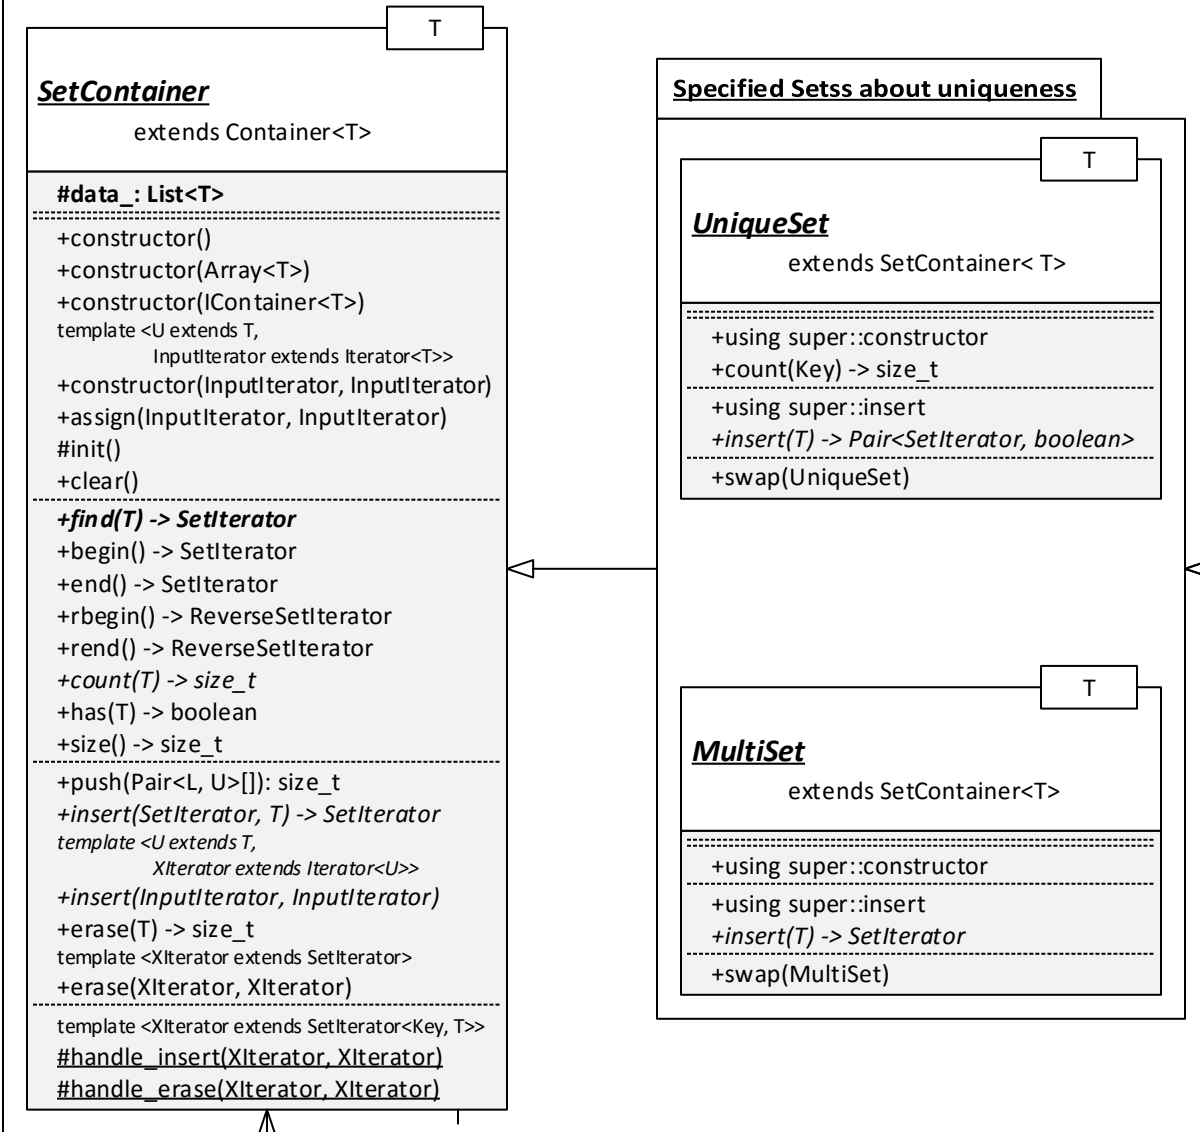 T
SetContainer
extends Container<T>
#data_: List<T>
+constructor()
+constructor(Array<T>)
+constructor(IContainer<T>)
template <U extends T,
InputIterator extends Iterator<T>>
+constructor(InputIterator, InputIterator)
+assign(InputIterator, InputIterator)
#init()
+clear()
+find(T) -> SetIterator
+begin() -> SetIterator
+end() -> SetIterator
+rbegin() -> ReverseSetIterator
+rend() -> ReverseSetIterator
+count(T) -> size_t
+has(T) -> boolean
+size() -> size_t
+push(Pair<L, U>[]): size_t
+insert(SetIterator, T) -> SetIterator
template <U extends T,
XIterator extends Iterator<U>>
+insert(InputIterator, InputIterator)
+erase(T) -> size_t
template <XIterator extends SetIterator>
+erase(XIterator, XIterator)
template <XIterator extends SetIterator<Key, T>>
#handle_insert(XIterator, XIterator)
#handle_erase(XIterator, XIterator)
Specified Setss about uniqueness
T
UniqueSet
extends SetContainer< T>
+using super::constructor
+count(Key) -> size_t
+using super::insert
+insert(T) -> Pair<SetIterator, boolean>
+swap(UniqueSet)
T
MultiSet
extends SetContainer<T>
+using super::constructor
+using super::insert
+insert(T) -> SetIterator
+swap(MultiSet)